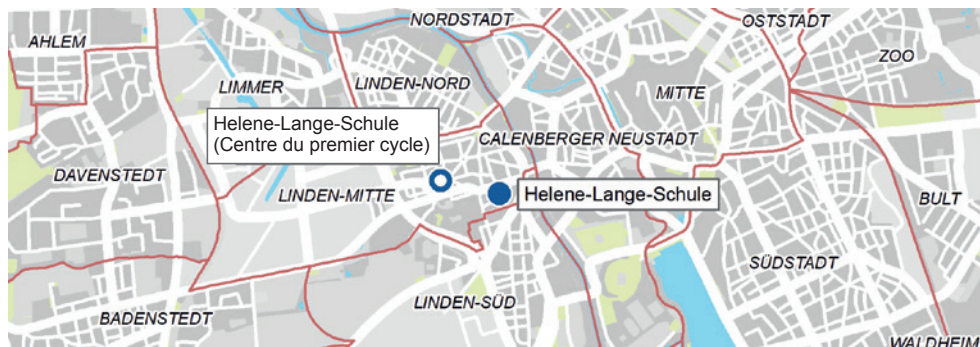 NORDSTADT
OSTSTADT
AHLEM
ZOO
LIMMER
LINDEN-NORD
MITTE
Helene-Lange-Schule
(Centre du premier cycle)
CALENBERGER NEUSTADT
DAVENSTEDT
LINDEN-MITTE
Helene-Lange-Schule
BULT
SÜDSTADT
LINDEN-SÜD
BADENSTEDT
WALDHEIM